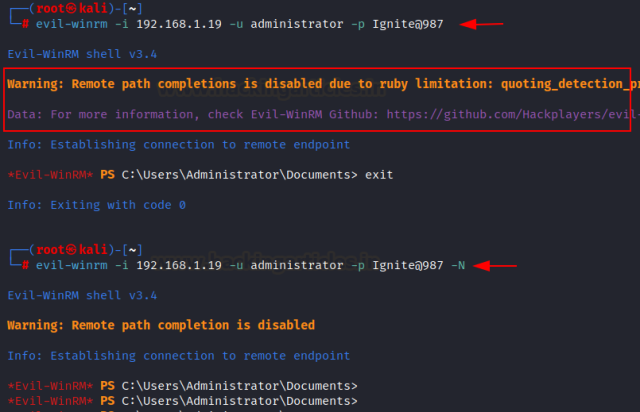 ┌──(root㉿kali)-[~]
└─# evil-winrm -i 192.168.1.19 -u administrator -p Ignite@987
Evil-WinRM shell v3.4
Warning: Remote path completions is disabled due to ruby limitation: quoting_detection_pr
Data: For more information, check Evil-WinRM Github: https://github.com/Hackplayers/evil-
Info: Establishing connection to remote endpoint
*Evil-WinRM* PS C:\Users\Administrator\Documents> exit
Info: Exiting with code 0
┌──(root㉿kali)-[~]
└─# evil-winrm -i 192.168.1.19 -u administrator -p Ignite@987 -N
Evil-WinRM shell v3.4
Warning: Remote path completion is disabled
Info: Establishing connection to remote endpoint
*Evil-WinRM* PS C:\Users\Administrator\Documents>
*Evil-WinRM* PS C:\Users\Administrator\Documents>